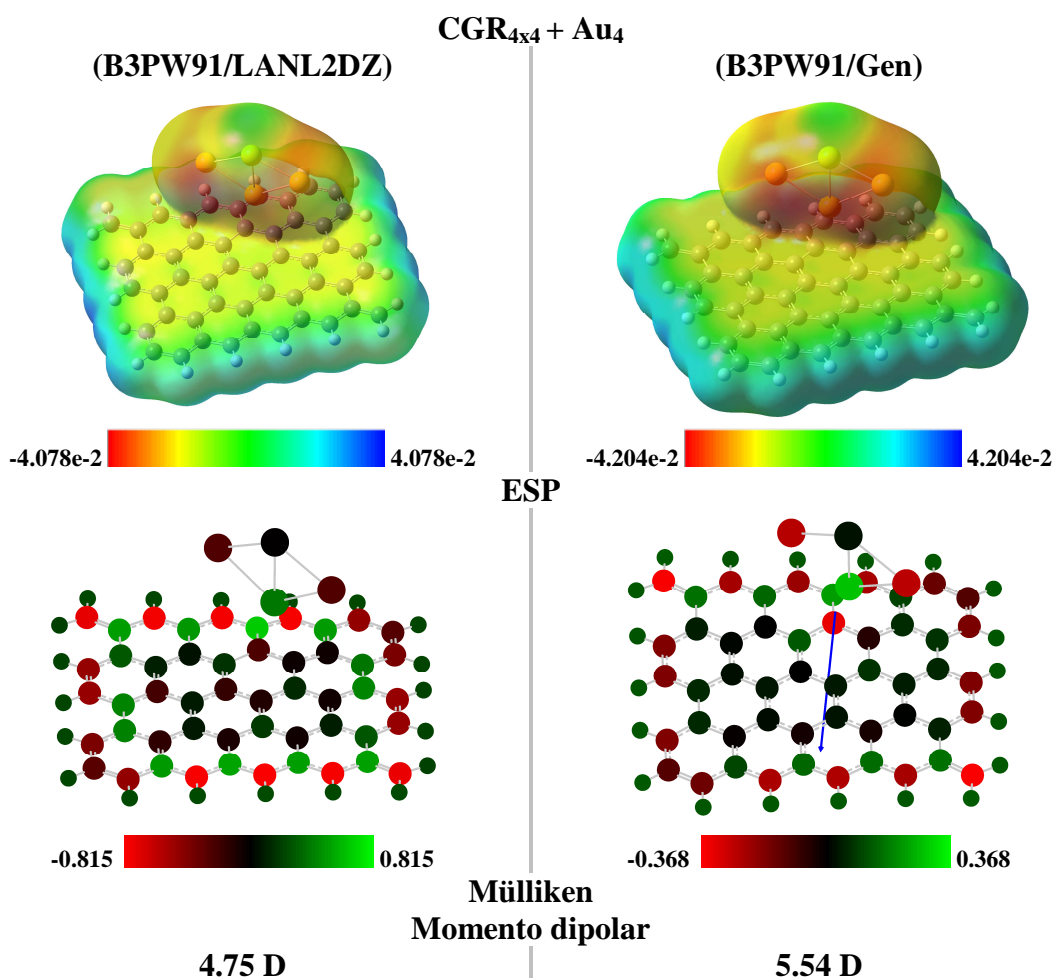 CGR4x4 + Au4
(B3PW91/LANL2DZ)
(B3PW91/Gen)
-4.078e-2
4.078e-2
-4.204e-2
4.204e-2
ESP
-0.815
0.815
-0.368
0.368
Mülliken
Momento dipolar
4.75 D
5.54 D